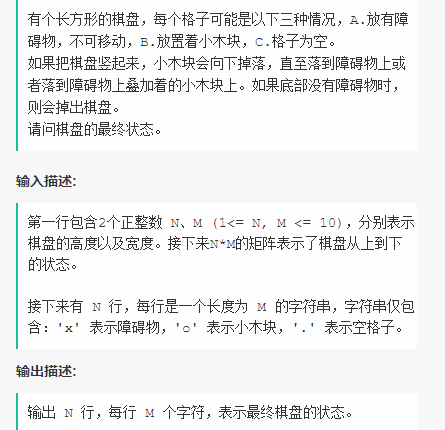 有个长方形的棋盘，每个格子可能是以下三种情况，A.放有障
碍物，不可移动，B.放置着小木块，C.格子为空。
如果把棋盘竖起来，小木块会向下掉落，直至落到障碍物上或
者落到障碍物上叠加着的小木块上。如果底部没有障碍物时，
则会掉出棋盘。
请问棋盘的最终状态。
输入描述:
第一行包含2个正整数 N、M (1<= N, M <= 10)，分别表示
棋盘的高度以及宽度。接下来N*M的矩阵表示了棋盘从上到下
的状态。
接下来有 N 行，每行是一个长度为 M 的字符串，字符串仅包
含：'x' 表示障碍物，'o' 表示小木块，'.' 表示空格子。
输出描述:
输出 N 行，每行 M 个字符，表示最终棋盘的状态。